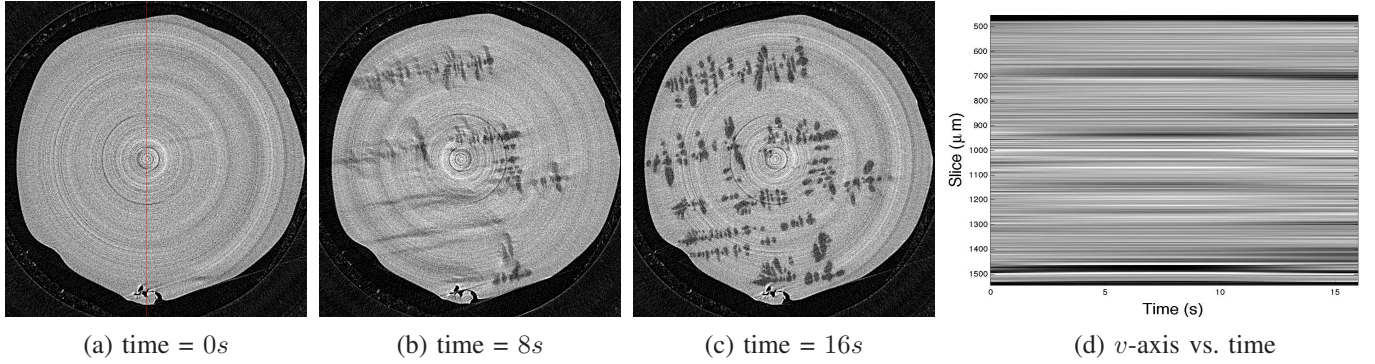 500
600
700
800
900
1000
1100
1200
1300
1400
1500
Slice (μ m)
0
5
10
15
Time (s)
(a) time = 0s
(b) time = 8s
(c) time = 16s
(d) v-axis vs. time